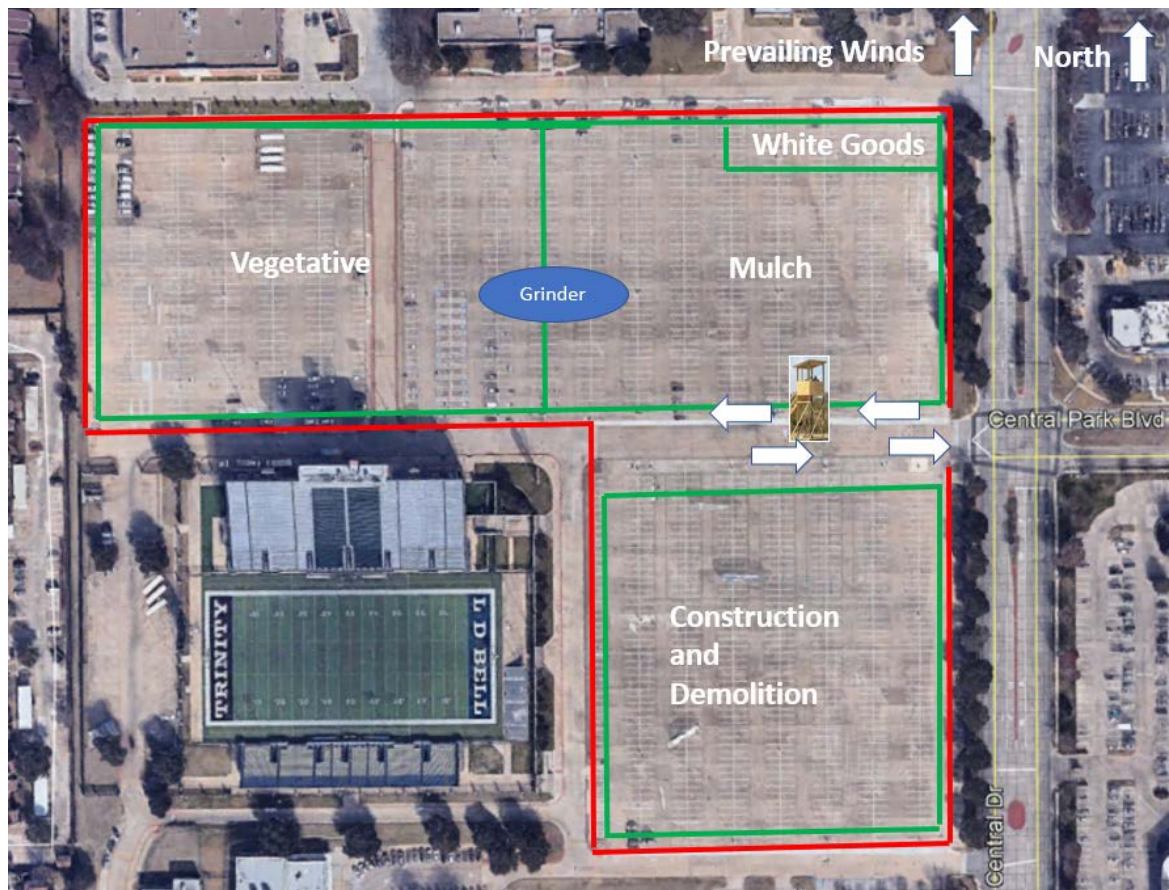 Prevailing Winds
North
White Goods
Vegetative
Mulch
Grinder
Central Park Blvd
Construction
and
Demolition
TRINITY
L D BELL
Central Dr